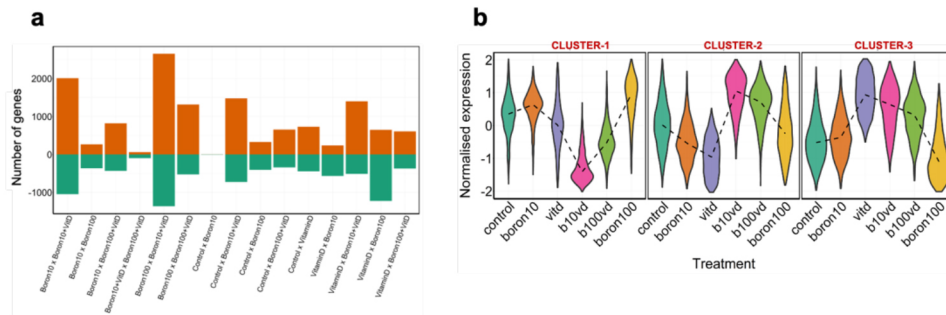 a
Number of genes
2000
1000
0
-1000
Boron10 x Boron10+VitD
Boron10 x Boron100
Boron10 x Boron100+VitD
Boron10+VitD x Boron100+VitD
Boron100 x Boron10+VitD
Boron100 x Boron100+VitD
Control x Boron10
Control x Boron10+VitD
Control x Boron100
Control x Boron100+VitD
Control x VitaminD
VitaminD x Boron10
VitaminD x Boron10+VitD
VitaminD x Boron100
VitaminD x Boron100+VitD
b
CLUSTER-1 CLUSTER-2 CLUSTER-3
Normalised expression
2
1
0
-1
-2
control boron10 vitd b10vd b100vd boron100 control boron10 vitd b10vd b100vd boron100 control boron10 vitd b10vd b100vd boron100
Treatment